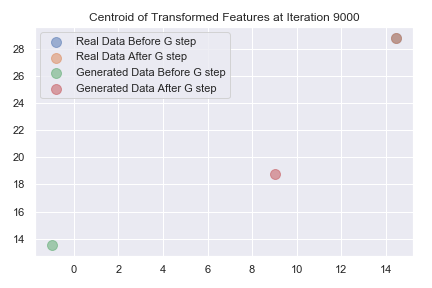 Centroid of Transformed Features at Iteration 9000
Real Data Before G step
Real Data After G step
Generated Data Before G step
Generated Data After G step
28
26
24
22
20
18
16
14
0 2 4 6 8 10 12 14